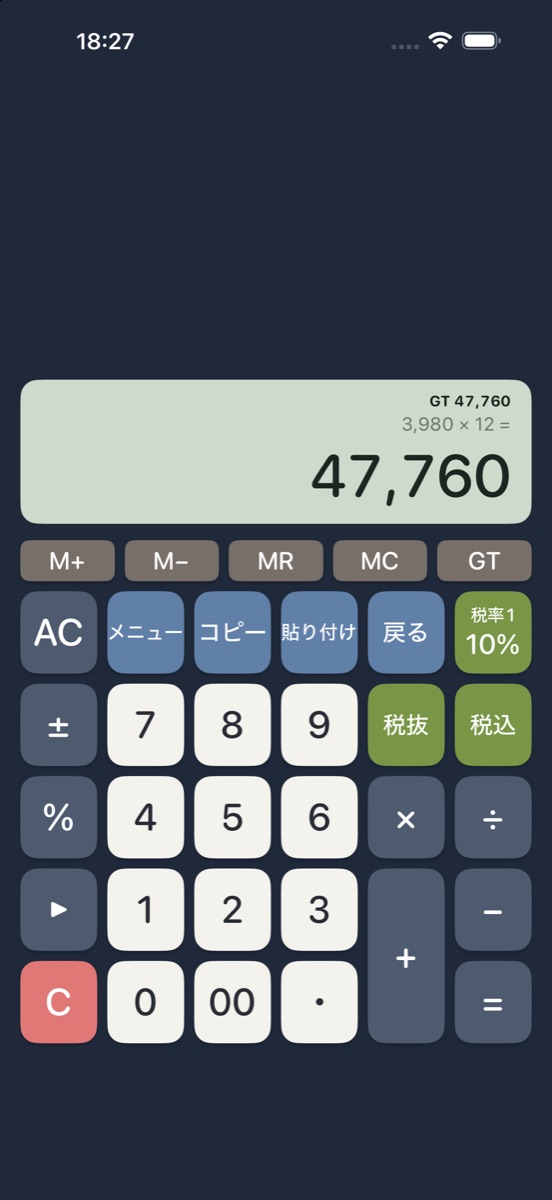 18:27
GT 47,760
3,980 × 12 =
47,760
M+ M− MR MC GT
AC メニュー コピー 貼り付け 戻る 税率1 10%
± 7 8 9 税抜 税込
% 4 5 6 × ÷
▶ 1 2 3 + −
C 0 00 · =